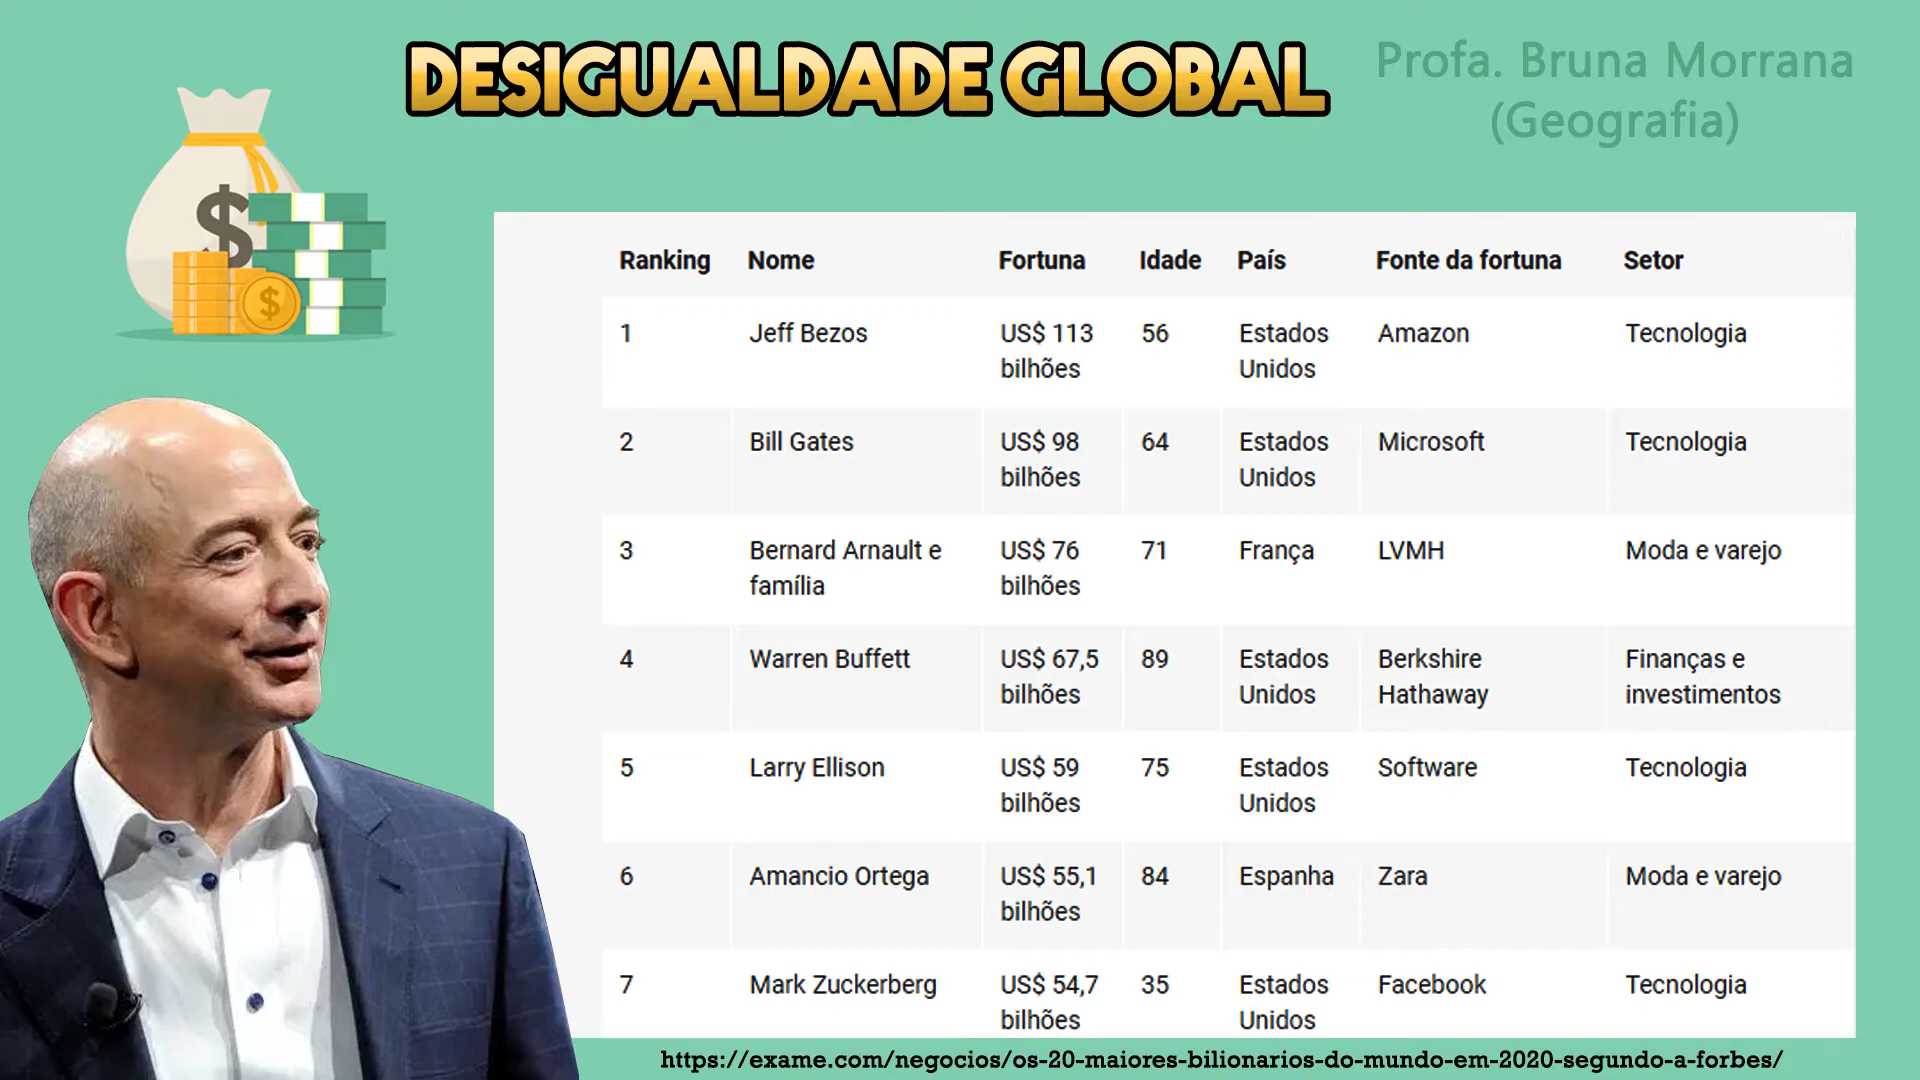 DESIGUALDADE GLOBAL
Profa. Bruna Morrana
(Geografia)
$
$
Ranking Nome Fortuna Idade País Fonte da fortuna Setor
1 Jeff Bezos US$ 113 bilhões 56 Estados Unidos Amazon Tecnologia
2 Bill Gates US$ 98 bilhões 64 Estados Unidos Microsoft Tecnologia
3 Bernard Arnault e família US$ 76 bilhões 71 França LVMH Moda e varejo
4 Warren Buffett US$ 67,5 bilhões 89 Estados Unidos Berkshire Hathaway Finanças e investimentos
5 Larry Ellison US$ 59 bilhões 75 Estados Unidos Software Tecnologia
6 Amancio Ortega US$ 55,1 bilhões 84 Espanha Zara Moda e varejo
7 Mark Zuckerberg US$ 54,7 bilhões 35 Estados Unidos Facebook Tecnologia
https://exame.com/negocios/os-20-maiores-bilionarios-do-mundo-em-2020-segundo-a-forbes/